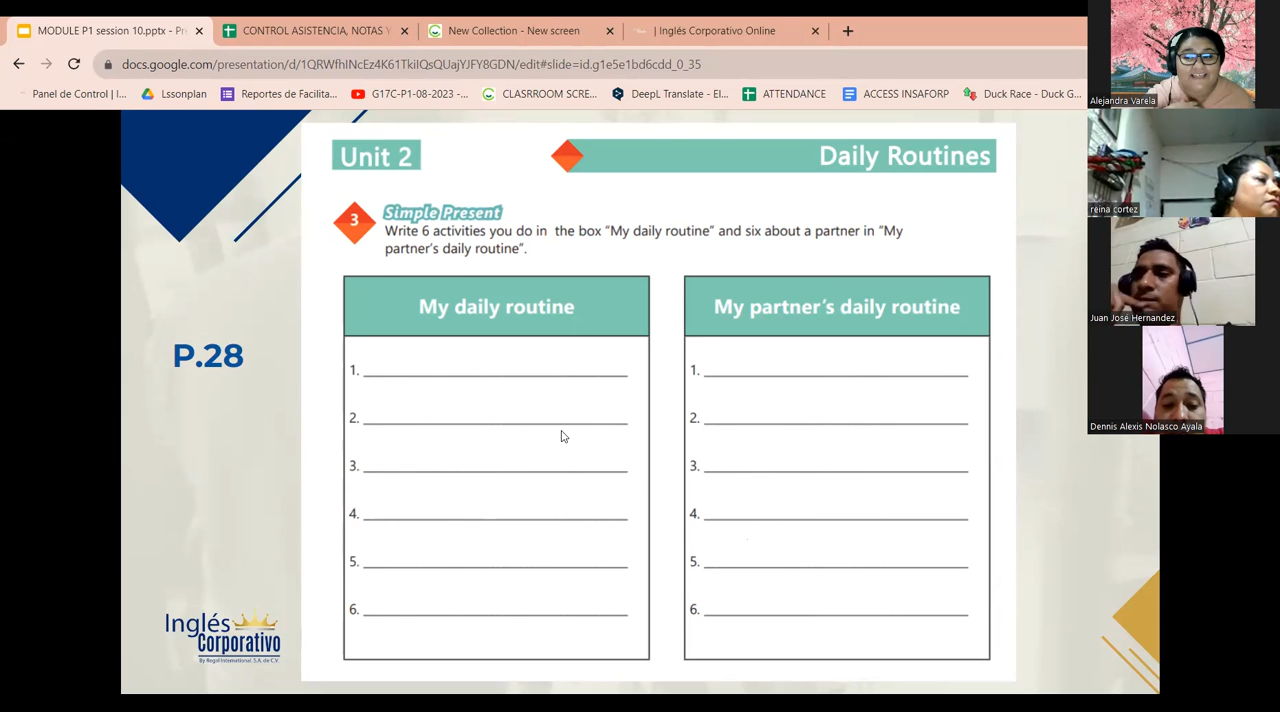 MODULE P1 session 10.pptx - Pr
CONTROL ASISTENCIA, NOTAS Y
New Collection - New screen
| Inglés Corporativo Online
docs.google.com/presentation/d/1QRWfhINcEz4K61TkiIQsQUajYJFY8GDN/edit#slide=id.g1e5e1bd6cdd_0_35
Panel de Control | I...
Lssonplan
Reportes de Facilita...
G17C-P1-08-2023 -...
CLASSROOM SCRE...
DeepL Translate - El...
ATTENDANCE
ACCESS INSAFORP
Duck Race - Duck G...
Alejandra Varela
reina cortez
Juan José Hernandez
Dennis Alexis Nolasco Ayala
Unit 2
Daily Routines
3
Simple Present
Write 6 activities you do in the box “My daily routine” and six about a partner in “My
partner’s daily routine”.
P.28
My daily routine
1.
2.
3.
4.
5.
6.
My partner’s daily routine
1.
2.
3.
4.
5.
6.
Inglés
Corporativo
By Regal International, S.A. de C.V.